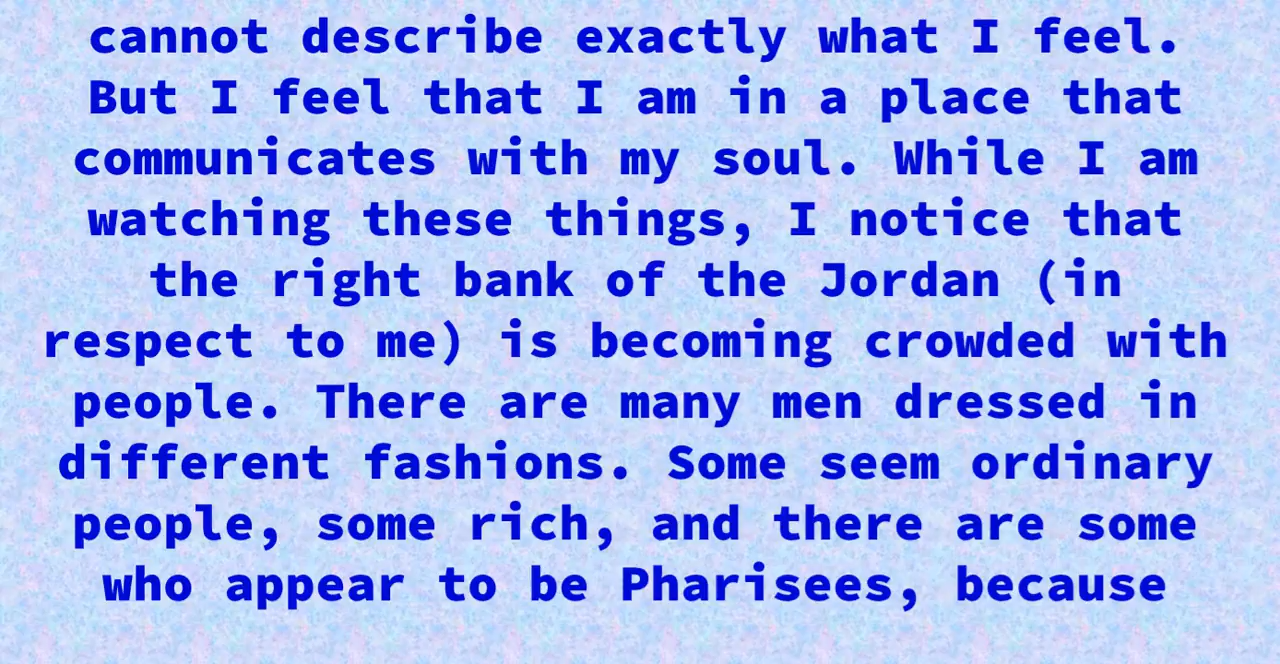 cannot describe exactly what I feel.
But I feel that I am in a place that
communicates with my soul. While I am
watching these things, I notice that
the right bank of the Jordan (in
respect to me) is becoming crowded with
people. There are many men dressed in
different fashions. Some seem ordinary
people, some rich, and there are some
who appear to be Pharisees, because